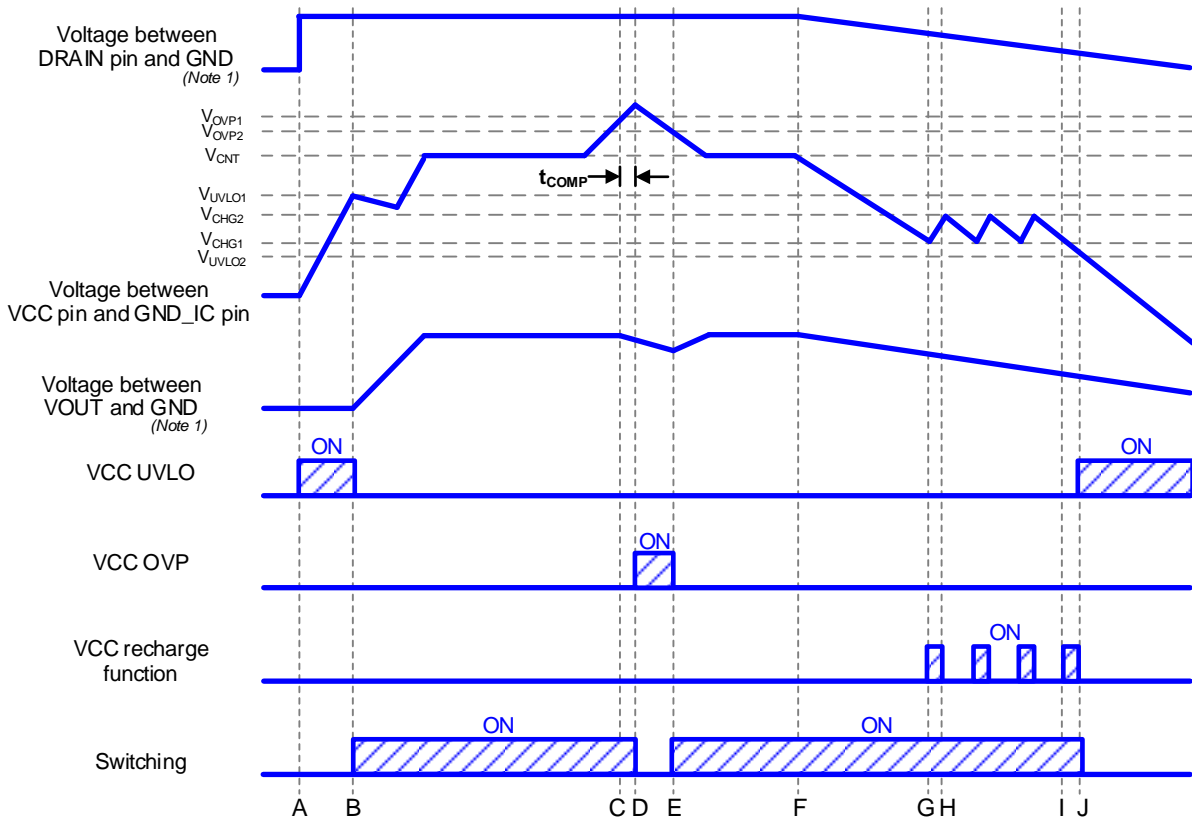 Voltage between
DRAIN pin and GND
(Note 1)
VOVP1
VOVP2
VCNT
tCOMP
VUVLO1
VCHG2
VCHG1
VUVLO2
Voltage between
VCC pin and GND_IC pin
Voltage between
VOUT and GND
(Note 1)
ON
ON
VCC UVLO
ON
VCC OVP
ON
VCC recharge
function
ON
ON
Switching
A B C D E F G H I J